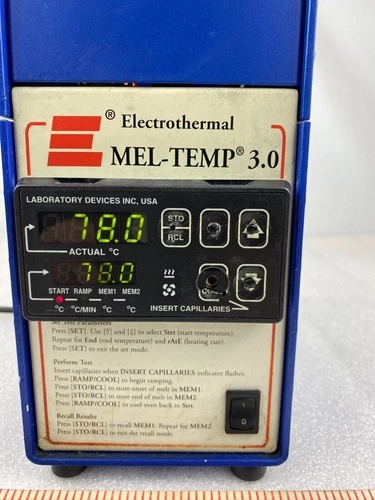 ® Electrothermal
MEL-TEMP® 3.0
LABORATORY DEVICES INC, USA
78.0
STO
RCL
ACTUAL °C
78.0
START RAMP MEM1 MEM2
°C °C/MIN °C °C
INSERT CAPILLARIES
Set Test Parameters
Press [SET]. Use [⇧] and [⇩] to select Strt (start temperature).
Repeat for End (end temperature) and rAtE (heating rate).
Press [SET] to exit the set mode.
Perform Test
Insert capillaries when INSERT CAPILLARIES indicator flashes.
Press [RAMP/COOL] to begin ramping.
Press [STO/RCL] to store onset of melt in MEM1.
Press [STO/RCL] to store end of melt in MEM2.
Press [RAMP/COOL] to cool oven back to Strt.
Recall Results
Press [STO/RCL] to recall MEM1. Repeat for MEM2.
Press [STO/RCL] to exit the recall mode.